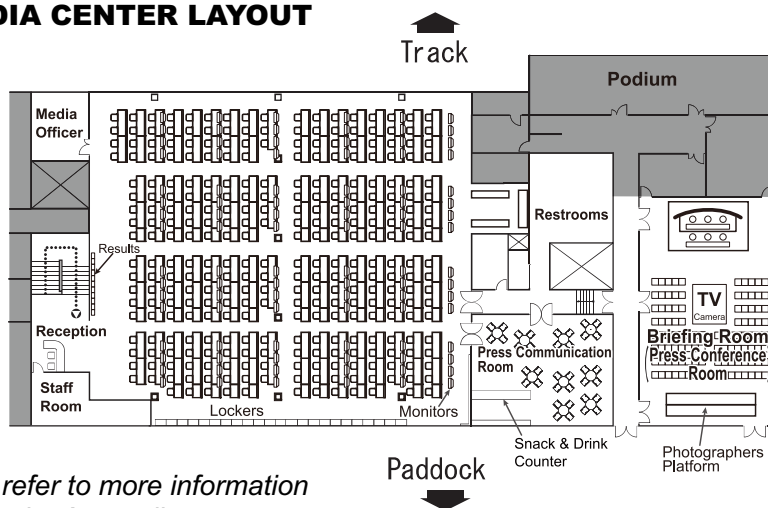 DIA CENTER LAYOUT
Track
Podium
Media
Officer
Restrooms
Results
TV
Camera
Reception
Briefing Room
Press Conference
Room
Press Communication
Room
Staff
Room
Lockers
Monitors
Snack & Drink
Counter
Photographers
Platform
Paddock
refer to more information